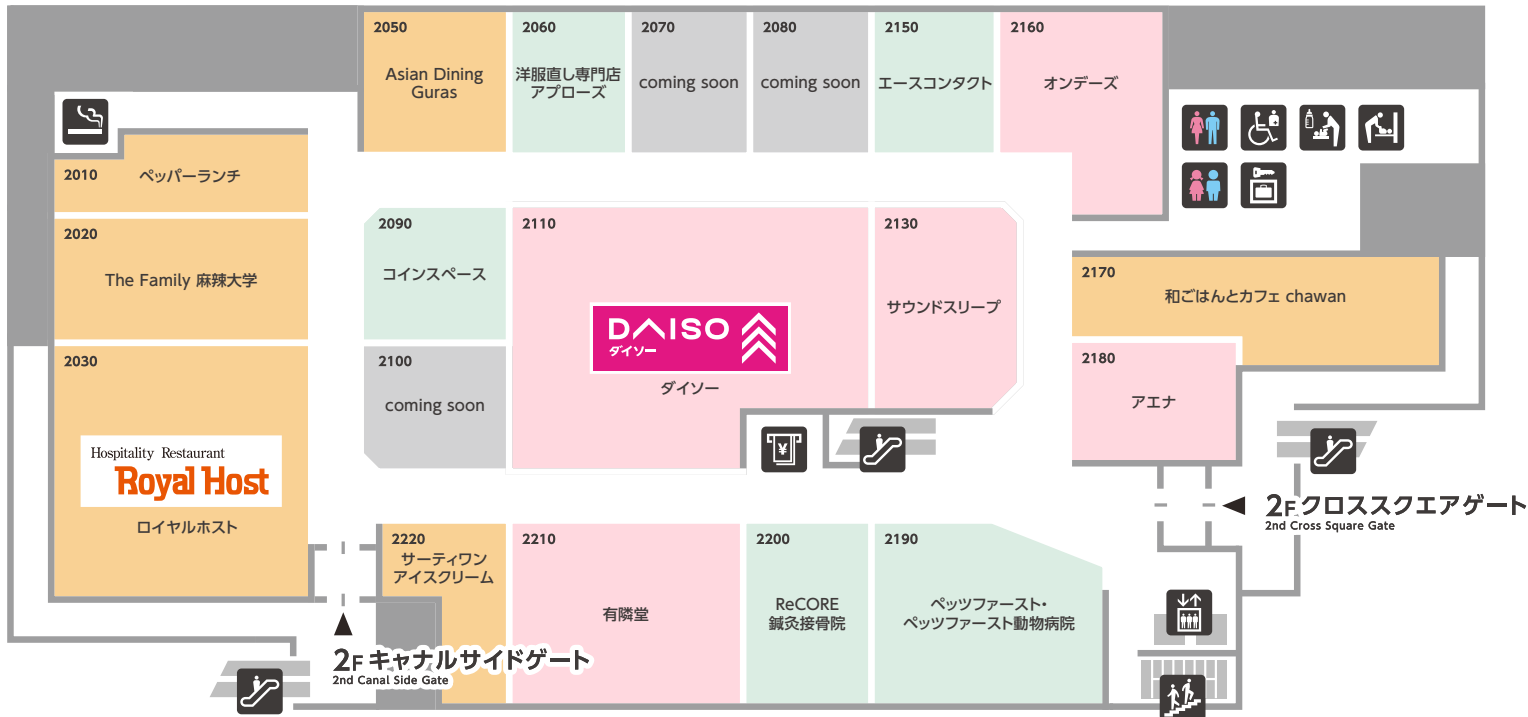 2050
Asian Dining
Guras
2060
洋服直し専門店
アプローズ
2070
coming soon
2080
coming soon
2150
エースコンタクト
2160
オンデーズ
2010
ペッパーランチ
2020
The Family 麻辣大学
2030
Hospitality Restaurant
Royal Host
ロイヤルホスト
2090
コインスペース
2100
coming soon
2110
DAISO
ダイソー
ダイソー
2130
サウンドスリープ
2170
和ごはんとカフェ chawan
2180
アエナ
¥
2F クロススクエアゲート
2nd Cross Square Gate
2220
サーティワン
アイスクリーム
2210
有隣堂
2200
ReCORE
鍼灸接骨院
2190
ペッツファースト・
ペッツファースト動物病院
2F キャナルサイドゲート
2nd Canal Side Gate